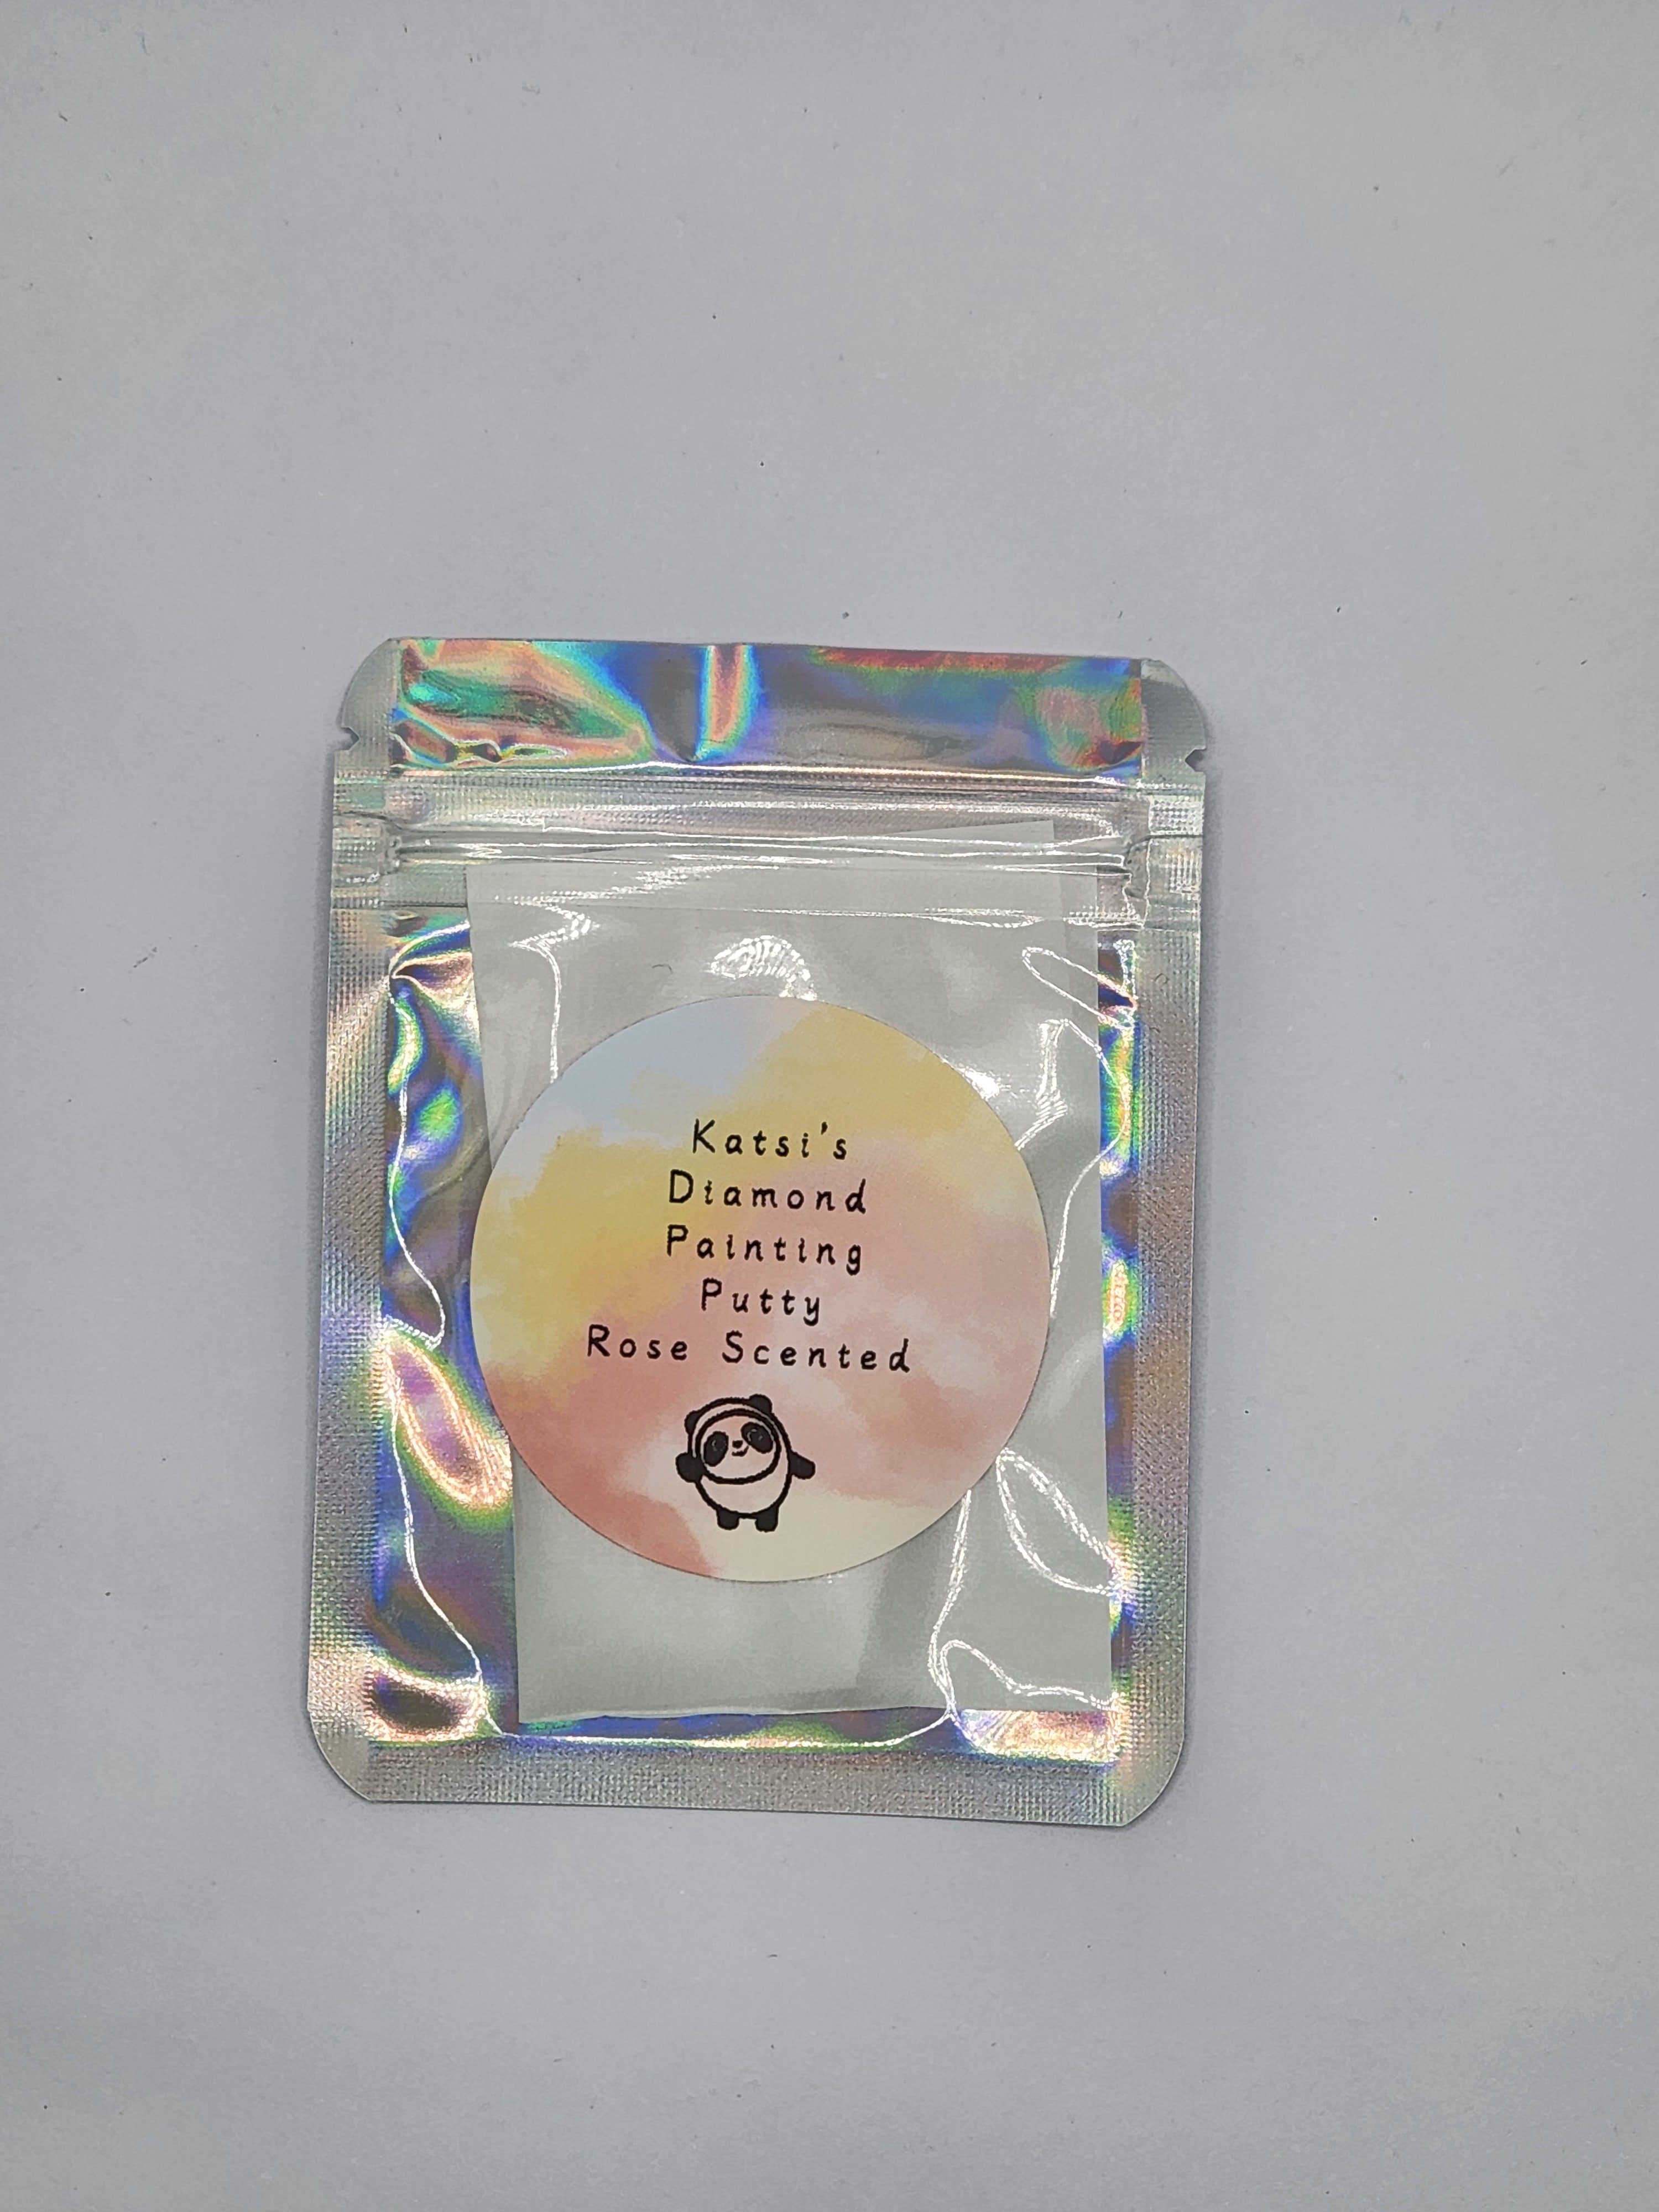 Katsi's
Diamond
Painting
Putty
Rose Scented